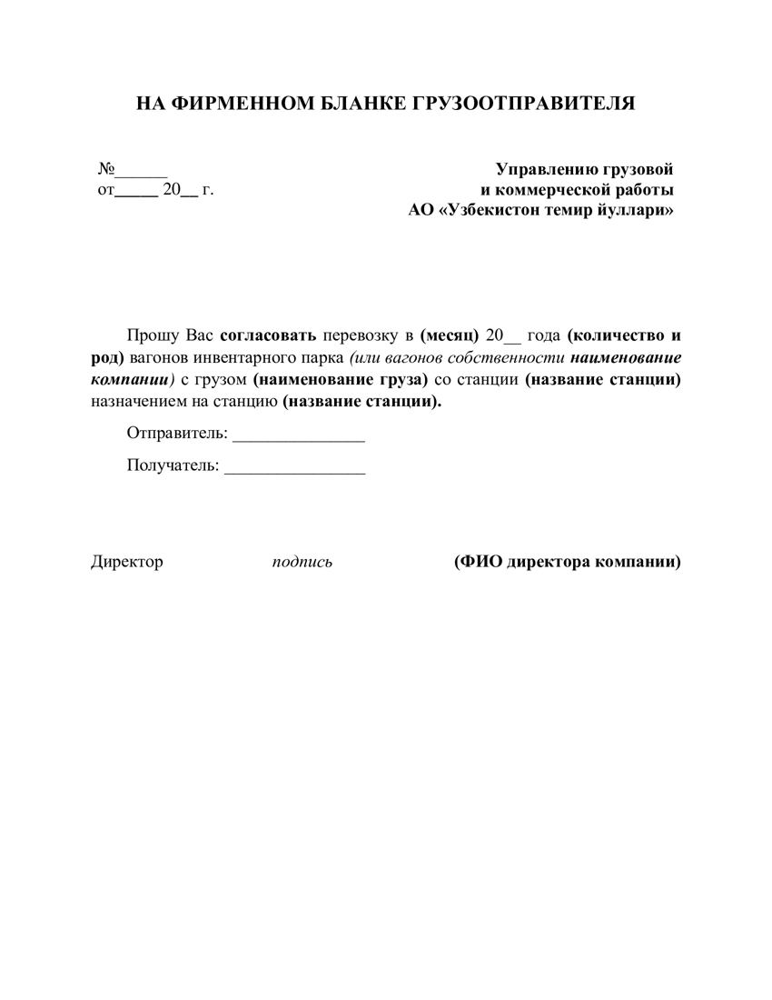 НА ФИРМЕННОМ БЛАНКЕ ГРУЗООТПРАВИТЕЛЯ
№______
от_____ 20__ г.
Управлению грузовой
и коммерческой работы
АО «Узбекистон темир йуллари»
Прошу Вас согласовать перевозку в (месяц) 20__ года (количество и
род) вагонов инвентарного парка (или вагонов собственности наименование
компании) с грузом (наименование груза) со станции (название станции)
назначением на станцию (название станции).
Отправитель: _______________
Получатель: ________________
Директор подпись (ФИО директора компании)